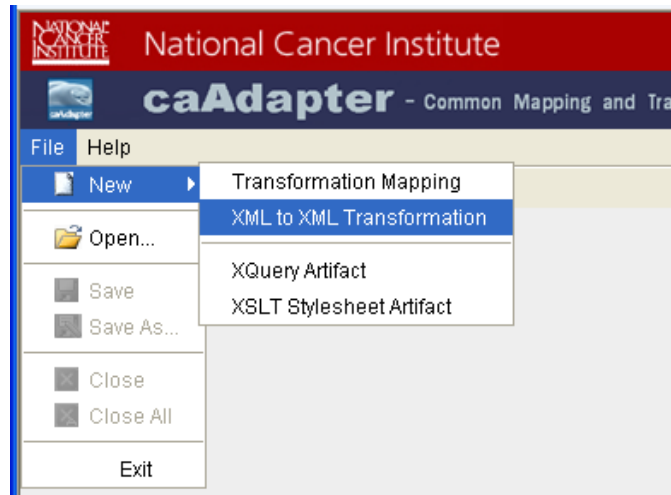 NATIONAL
CANCER
INSTITUTE
National Cancer Institute
caAdapter
caAdapter - Common Mapping and Tra
File Help
New
Transformation Mapping
XML to XML Transformation
Open...
XQuery Artifact
Save
XSLT Stylesheet Artifact
Save As...
Close
Close All
Exit